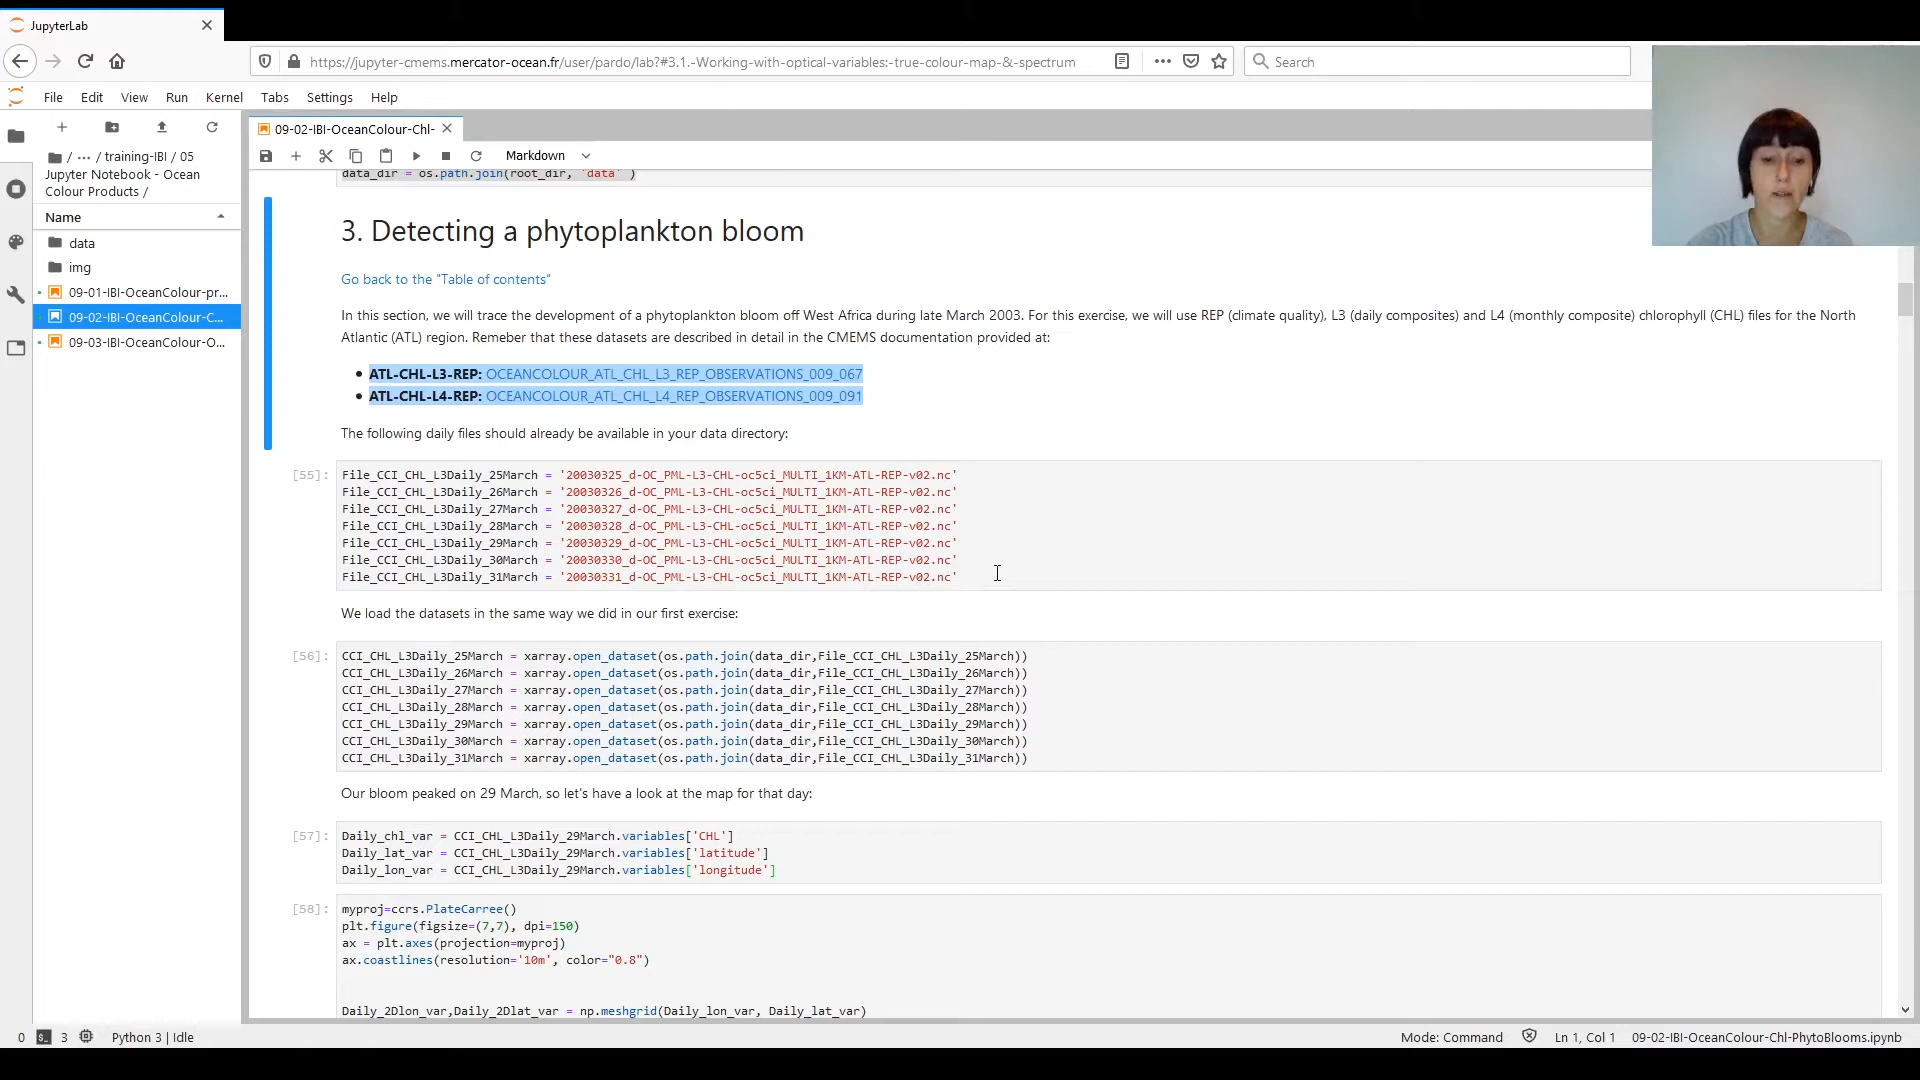 JupyterLab
https://jupyter-cmems.mercator-ocean.fr/user/pardo/lab?#3.1.-Working-with-optical-variables:-true-colour-map-&-spectrum
Search
File Edit View Run Kernel Tabs Settings Help
09-02-IBI-OceanColour-Chl-
Markdown
/ ··· / training-IBI / 05
Jupyter Notebook - Ocean
Colour Products /
Name
data
img
09-01-IBI-OceanColour-pr...
09-02-IBI-OceanColour-C...
09-03-IBI-OceanColour-O...
data_dir = os.path.join(root_dir, 'data' )
3. Detecting a phytoplankton bloom
Go back to the "Table of contents"
In this section, we will trace the development of a phytoplankton bloom off West Africa during late March 2003. For this exercise, we will use REP (climate quality), L3 (daily composites) and L4 (monthly composite) chlorophyll (CHL) files for the North
Atlantic (ATL) region. Remeber that these datasets are described in detail in the CMEMS documentation provided at:
• ATL-CHL-L3-REP: OCEANCOLOUR_ATL_CHL_L3_REP_OBSERVATIONS_009_067
• ATL-CHL-L4-REP: OCEANCOLOUR_ATL_CHL_L4_REP_OBSERVATIONS_009_091
The following daily files should already be available in your data directory:
[55]: File_CCI_CHL_L3Daily_25March = '20030325_d-OC_PML-L3-CHL-oc5ci_MULTI_1KM-ATL-REP-v02.nc'
File_CCI_CHL_L3Daily_26March = '20030326_d-OC_PML-L3-CHL-oc5ci_MULTI_1KM-ATL-REP-v02.nc'
File_CCI_CHL_L3Daily_27March = '20030327_d-OC_PML-L3-CHL-oc5ci_MULTI_1KM-ATL-REP-v02.nc'
File_CCI_CHL_L3Daily_28March = '20030328_d-OC_PML-L3-CHL-oc5ci_MULTI_1KM-ATL-REP-v02.nc'
File_CCI_CHL_L3Daily_29March = '20030329_d-OC_PML-L3-CHL-oc5ci_MULTI_1KM-ATL-REP-v02.nc'
File_CCI_CHL_L3Daily_30March = '20030330_d-OC_PML-L3-CHL-oc5ci_MULTI_1KM-ATL-REP-v02.nc'
File_CCI_CHL_L3Daily_31March = '20030331_d-OC_PML-L3-CHL-oc5ci_MULTI_1KM-ATL-REP-v02.nc'
We load the datasets in the same way we did in our first exercise:
[56]: CCI_CHL_L3Daily_25March = xarray.open_dataset(os.path.join(data_dir,File_CCI_CHL_L3Daily_25March))
CCI_CHL_L3Daily_26March = xarray.open_dataset(os.path.join(data_dir,File_CCI_CHL_L3Daily_26March))
CCI_CHL_L3Daily_27March = xarray.open_dataset(os.path.join(data_dir,File_CCI_CHL_L3Daily_27March))
CCI_CHL_L3Daily_28March = xarray.open_dataset(os.path.join(data_dir,File_CCI_CHL_L3Daily_28March))
CCI_CHL_L3Daily_29March = xarray.open_dataset(os.path.join(data_dir,File_CCI_CHL_L3Daily_29March))
CCI_CHL_L3Daily_30March = xarray.open_dataset(os.path.join(data_dir,File_CCI_CHL_L3Daily_30March))
CCI_CHL_L3Daily_31March = xarray.open_dataset(os.path.join(data_dir,File_CCI_CHL_L3Daily_31March))
Our bloom peaked on 29 March, so let's have a look at the map for that day:
[57]: Daily_chl_var = CCI_CHL_L3Daily_29March.variables['CHL']
Daily_lat_var = CCI_CHL_L3Daily_29March.variables['latitude']
Daily_lon_var = CCI_CHL_L3Daily_29March.variables['longitude']
[58]: myproj=ccrs.PlateCarree()
plt.figure(figsize=(7,7), dpi=150)
ax = plt.axes(projection=myproj)
ax.coastlines(resolution='10m', color="0.8")
Daily_2Dlon_var,Daily_2Dlat_var = np.meshgrid(Daily_lon_var, Daily_lat_var)
0 3 Python 3 | Idle Mode: Command Ln 1, Col 1 09-02-IBI-OceanColour-Chl-PhytoBlooms.ipynb